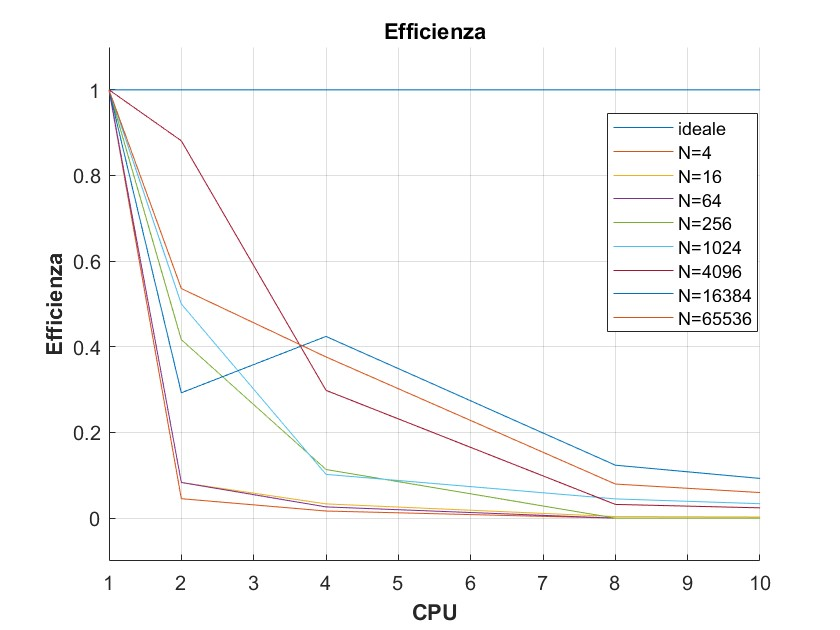 Efficienza
Efficienza
1
0.8
0.6
0.4
0.2
0
ideale
N=4
N=16
N=64
N=256
N=1024
N=4096
N=16384
N=65536
1 2 3 4 5 6 7 8 9 10
CPU